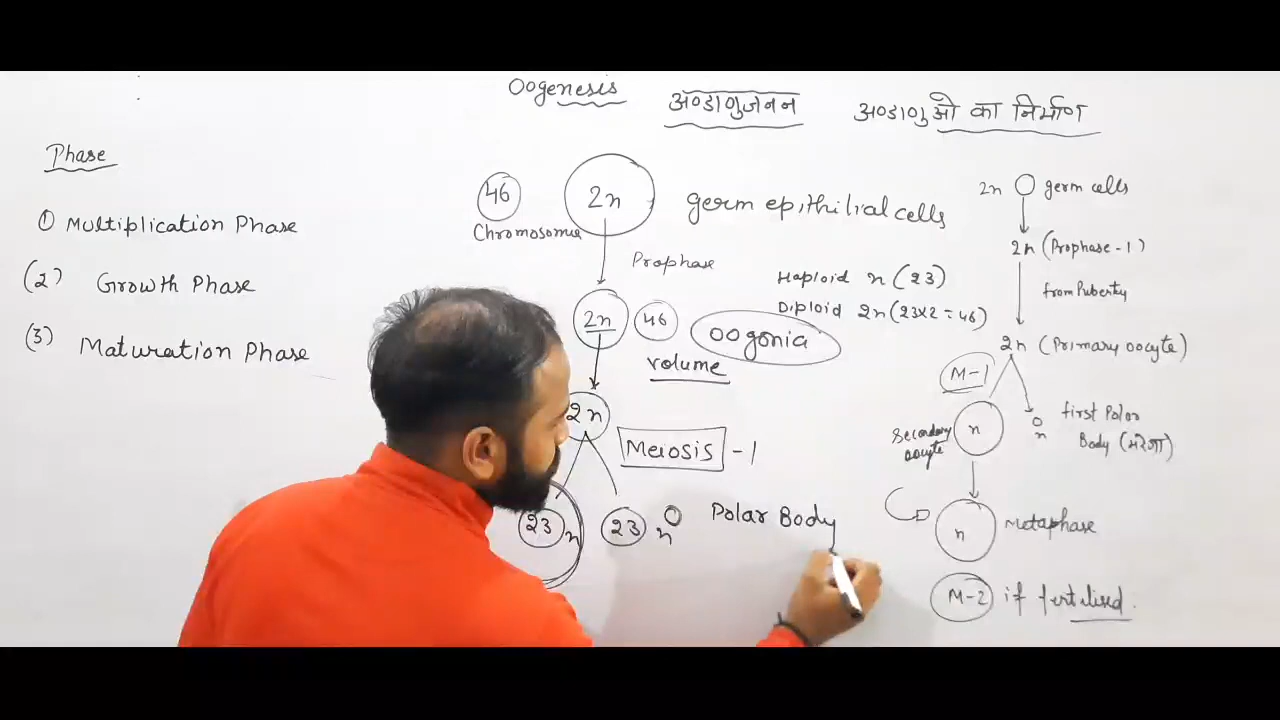 Oogenesis अण्डाणुजनन अण्डाणुओ का निर्माण
Phase
① Multiplication Phase
(2) Growth Phase
(3) Maturation Phase
46
Chromosome
2n
germ epithilial cells
Prophase
2n
46
oogonia
volume
Haploid n (23)
Diploid 2n (23x2 = 46)
2n
Meiosis -1
23 n
23 n
Polar Body
2n germ cells
2n (Prophase-1)
from Puberty
2n (Primary oocyte)
M-1
Secondary
oocyte
n
n
first Polar
Body
n
Metaphase
M-2 if fertilised.